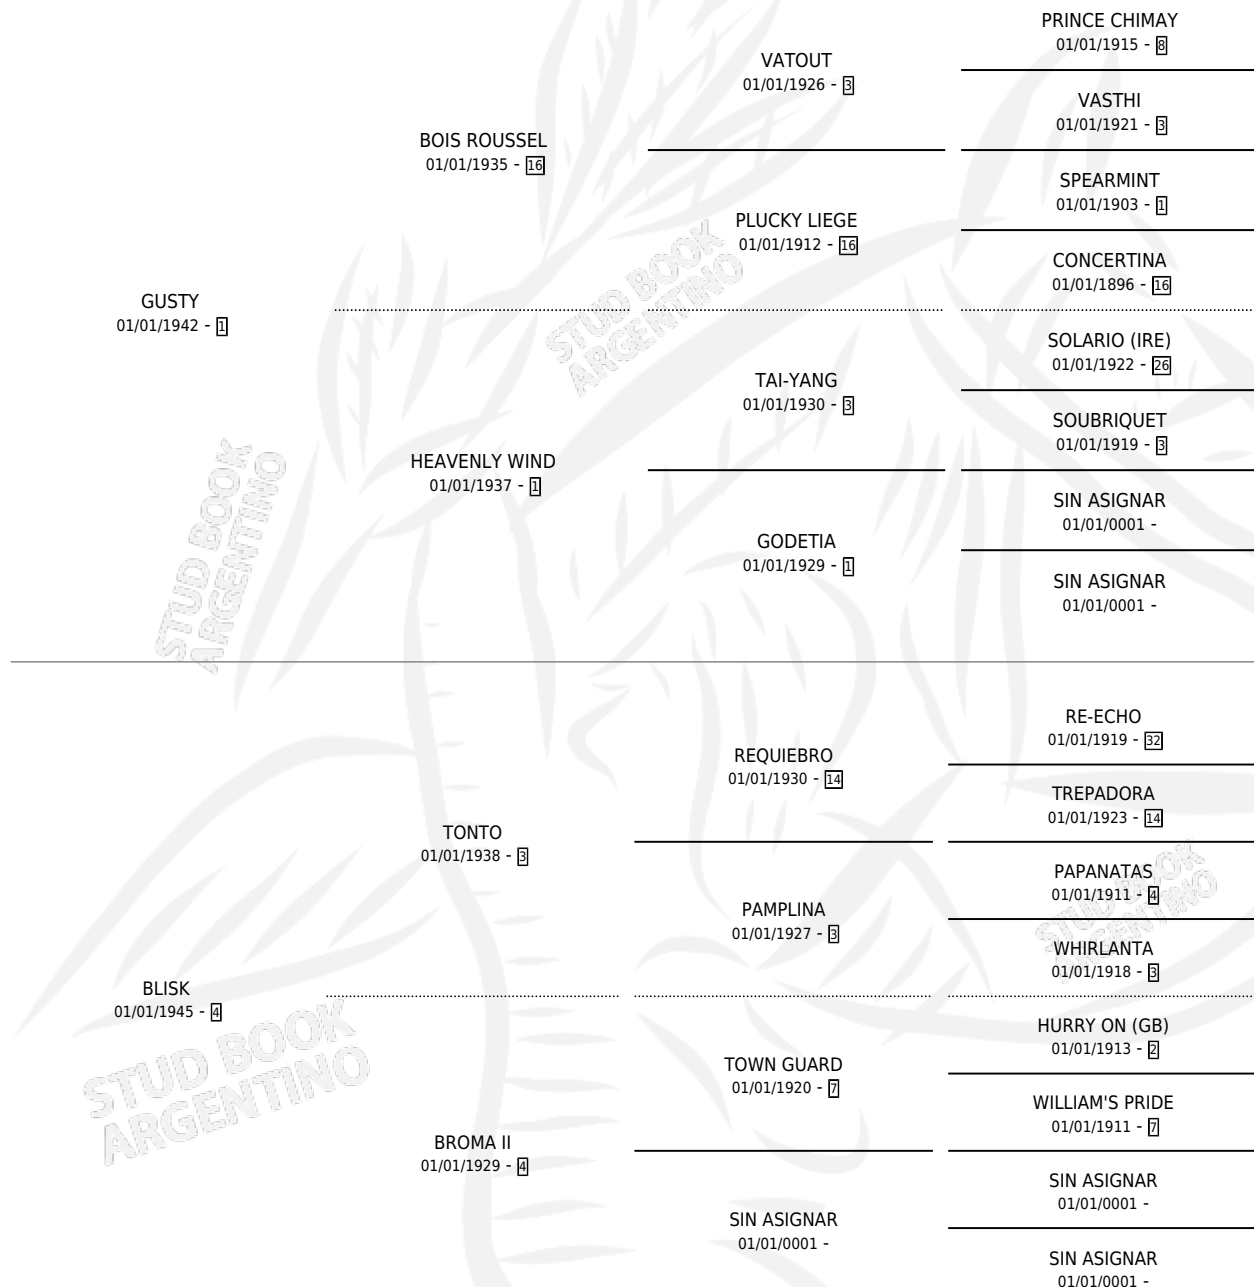 PRINCE CHIMAY
01/01/1915 - 8
VATOUT
01/01/1926 - 3
VASTHI
01/01/1921 - 3
BOIS ROUSSEL
01/01/1935 - 16
SPEARMINT
01/01/1903 - 1
PLUCKY LIEGE
01/01/1912 - 16
CONCERTINA
01/01/1896 - 16
GUSTY
01/01/1942 - 1
SOLARIO (IRE)
01/01/1922 - 26
TAI-YANG
01/01/1930 - 3
SOUBRIQUET
01/01/1919 - 3
HEAVENLY WIND
01/01/1937 - 1
SIN ASIGNAR
01/01/0001 -
GODETIA
01/01/1929 - 1
SIN ASIGNAR
01/01/0001 -
RE-ECHO
01/01/1919 - 32
REQUIEBRO
01/01/1930 - 14
TREPADORA
01/01/1923 - 14
TONTO
01/01/1938 - 3
PAPANATAS
01/01/1911 - 4
PAMPLINA
01/01/1927 - 3
WHIRLANTA
01/01/1918 - 3
BLISK
01/01/1945 - 4
HURRY ON (GB)
01/01/1913 - 2
TOWN GUARD
01/01/1920 - 7
WILLIAM'S PRIDE
01/01/1911 - 7
BROMA II
01/01/1929 - 4
SIN ASIGNAR
01/01/0001 -
SIN ASIGNAR
01/01/0001 -
SIN ASIGNAR
01/01/0001 -
STUD BOOK
ARGENTINO
STUD BOOK
ARGENTINO
STUD BOOK
ARGENTINO
STUD BOOK
ARGENTINO